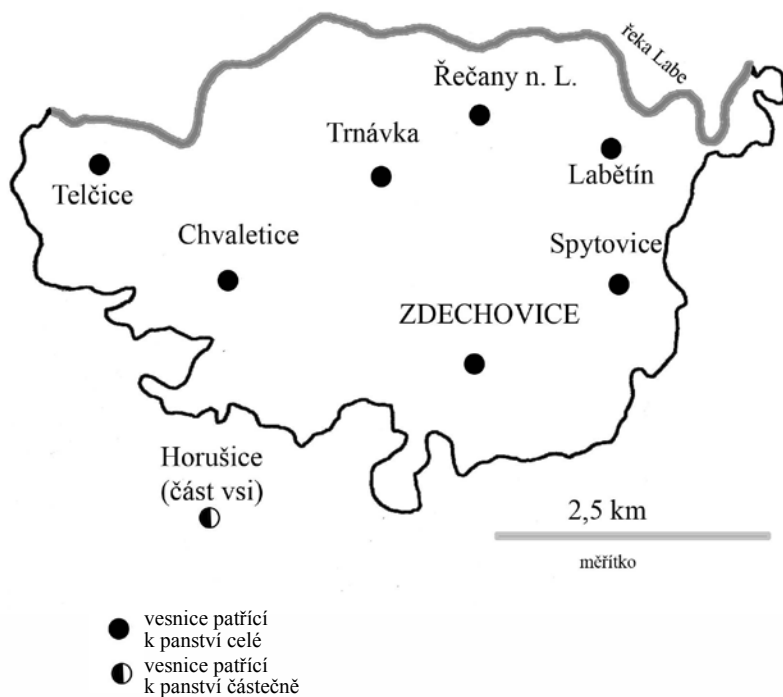 řeka Labe
Řečany n. L.
Trnávka
Labětín
Telčice
Chvaletice
Spytovice
ZDECHOVICE
Horušice
(část vsi)
2,5 km
měřítko
vesnice patřící
k panství celé
vesnice patřící
k panství částečně